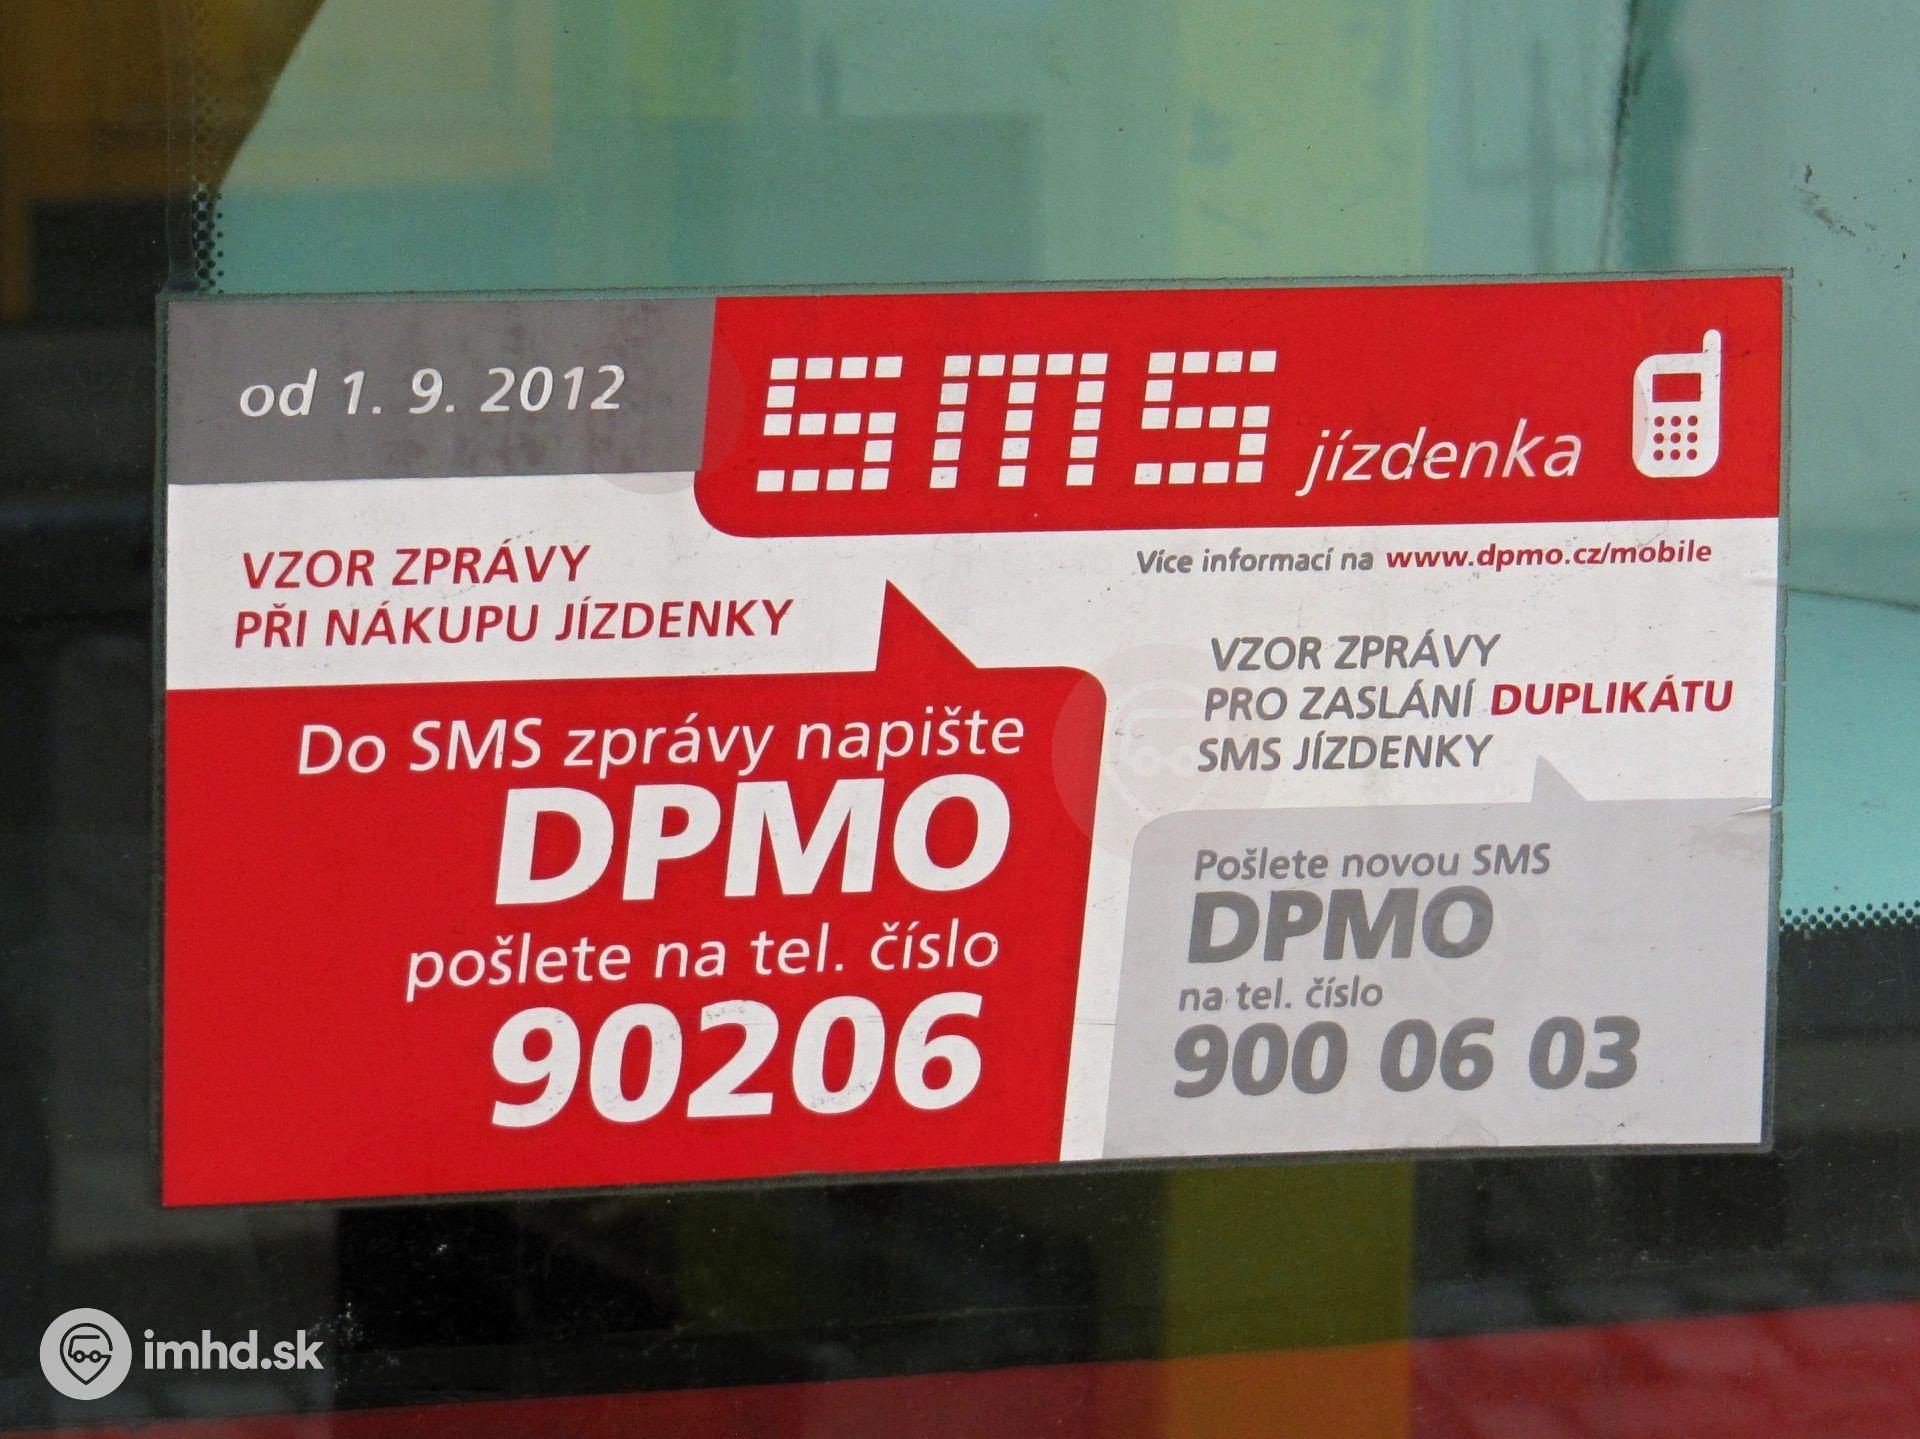 od 1. 9. 2012
sms jízdenka
Více informací na www.dpmo.cz/mobile
VZOR ZPRÁVY
PŘI NÁKUPU JÍZDENKY
Do SMS zprávy napište
DPMO
pošlete na tel. číslo
90206
VZOR ZPRÁVY
PRO ZASLÁNÍ DUPLIKÁTU
SMS JÍZDENKY
Pošlete novou SMS
DPMO
na tel. číslo
900 06 03
imhd.sk